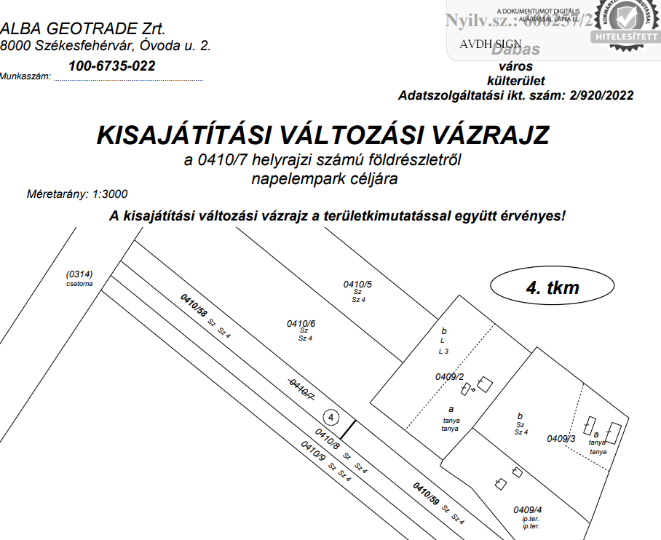 ALBA GEOTRADE Zrt.
8000 Székesfehérvár, Óvoda u. 2.
100-6735-022
Munkaszám:
A DOKUMENTUMOT DIGITÁLIS
ALÁÍRÁSSAL LÁTTA EL:
AVDH SIGN
HITELESÍTETT
Nyilv.sz.:
Dabas
város
külterület
Adatszolgáltatási ikt. szám: 2/920/2022
KISAJÁTÍTÁSI VÁLTOZÁSI VÁZRAJZ
a 0410/7 helyrajzi számú földrészletről
napelempark céljára
Méretarány: 1:3000
A kisajátítási változási vázrajz a területkimutatással együtt érvényes!
(0314)
csatorna
0410/5
Sz
Sz 4
4. tkm
0410/58 Sz Sz 4
0410/6
Sz
Sz 4
b
L
L 3
0409/2
a
tanya
tanya
0410/7
4
b
Sz
Sz 4
0409/3
a
tanya
tanya
0410/8 Sz Sz 4
0410/9 Sz Sz 4
0410/59 Sz Sz 4
0409/4
ip.ter.
ip.ter.